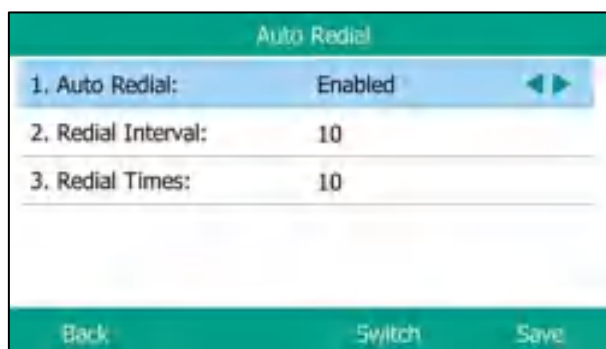 Auto Redial
1. Auto Redial: Enabled
2. Redial Interval: 10
3. Redial Times: 10
Back Switch Save